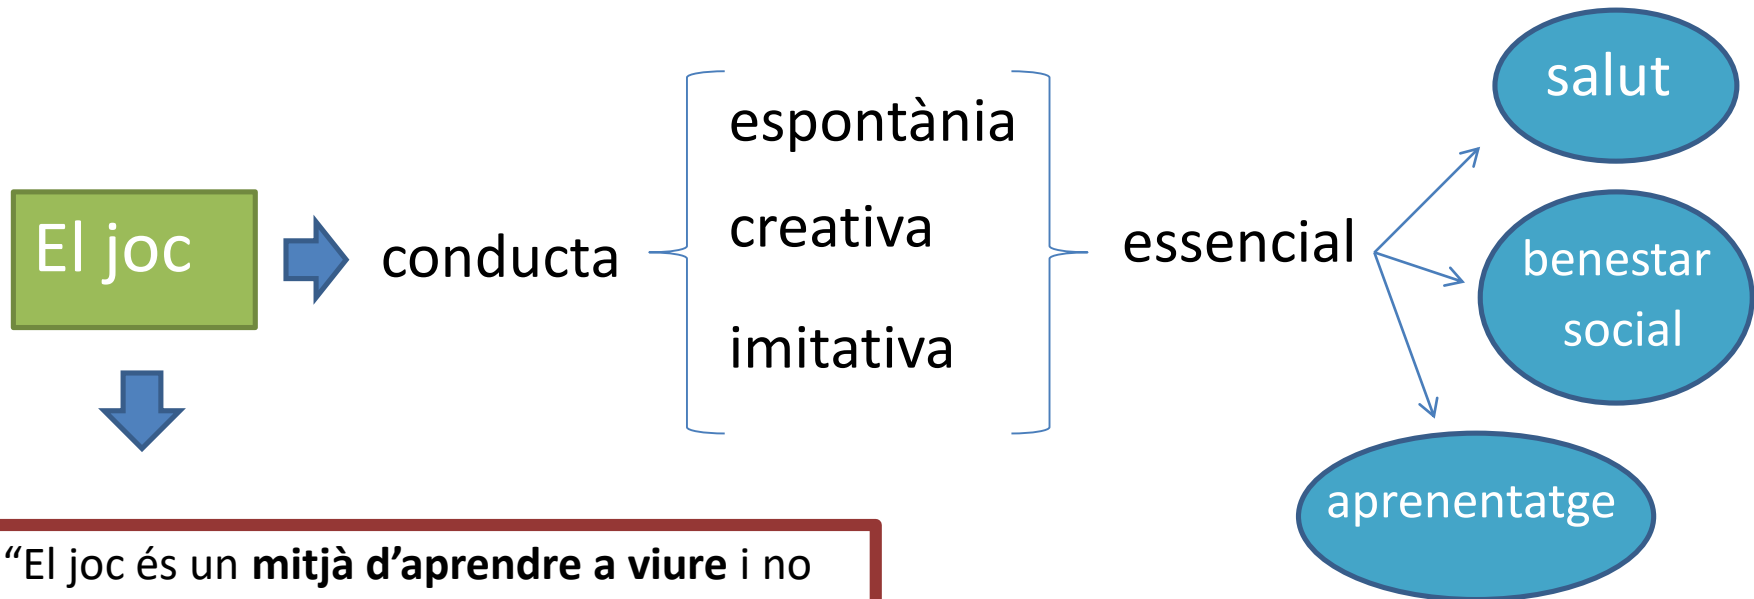 El joc
conducta
espontània
creativa
imitativa
essencial
salut
benestar
social
aprenentatge
“El joc és un mitjà d’aprendre a viure i no